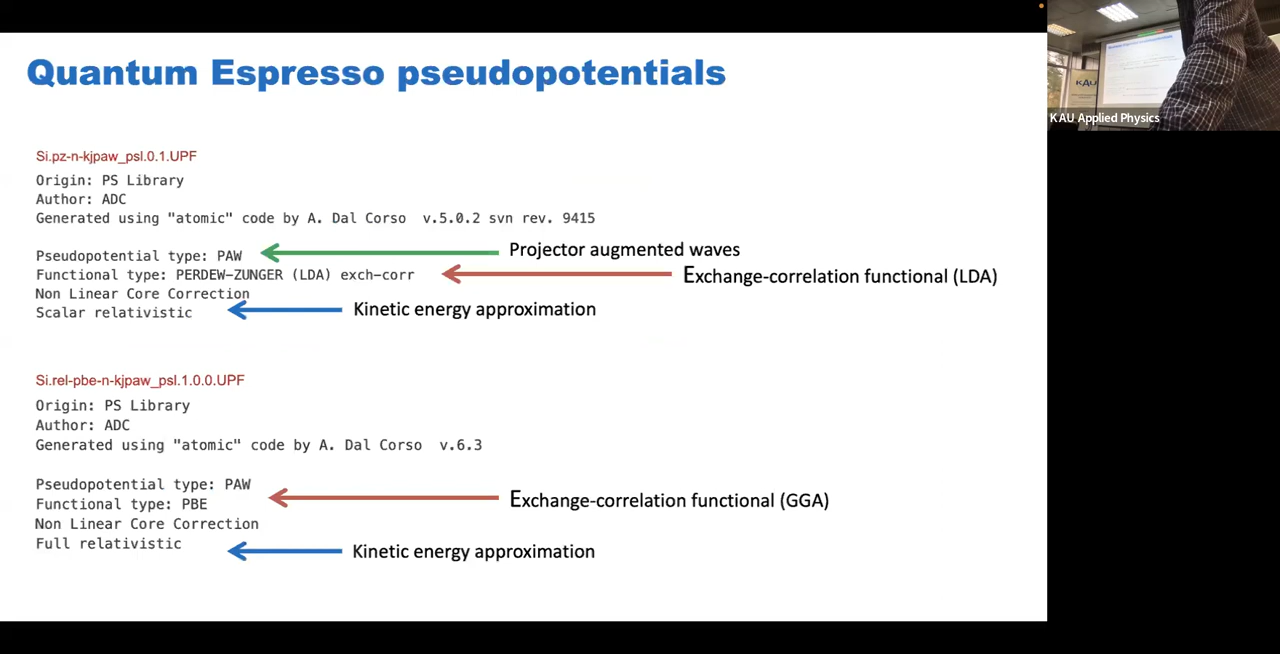 Quantum Espresso pseudopotentials
Si.pz-n-kjpaw_psl.0.1.UPF
Origin: PS Library
Author: ADC
Generated using "atomic" code by A. Dal Corso v.5.0.2 svn rev. 9415
Pseudopotential type: PAW
Projector augmented waves
Functional type: PERDEW-ZUNGER (LDA) exch-corr
Exchange-correlation functional (LDA)
Non Linear Core Correction
Scalar relativistic
Kinetic energy approximation
Si.rel-pbe-n-kjpaw_psl.1.0.0.UPF
Origin: PS Library
Author: ADC
Generated using "atomic" code by A. Dal Corso v.6.3
Pseudopotential type: PAW
Functional type: PBE
Exchange-correlation functional (GGA)
Non Linear Core Correction
Full relativistic
Kinetic energy approximation
KAU
KAU Applied Physics